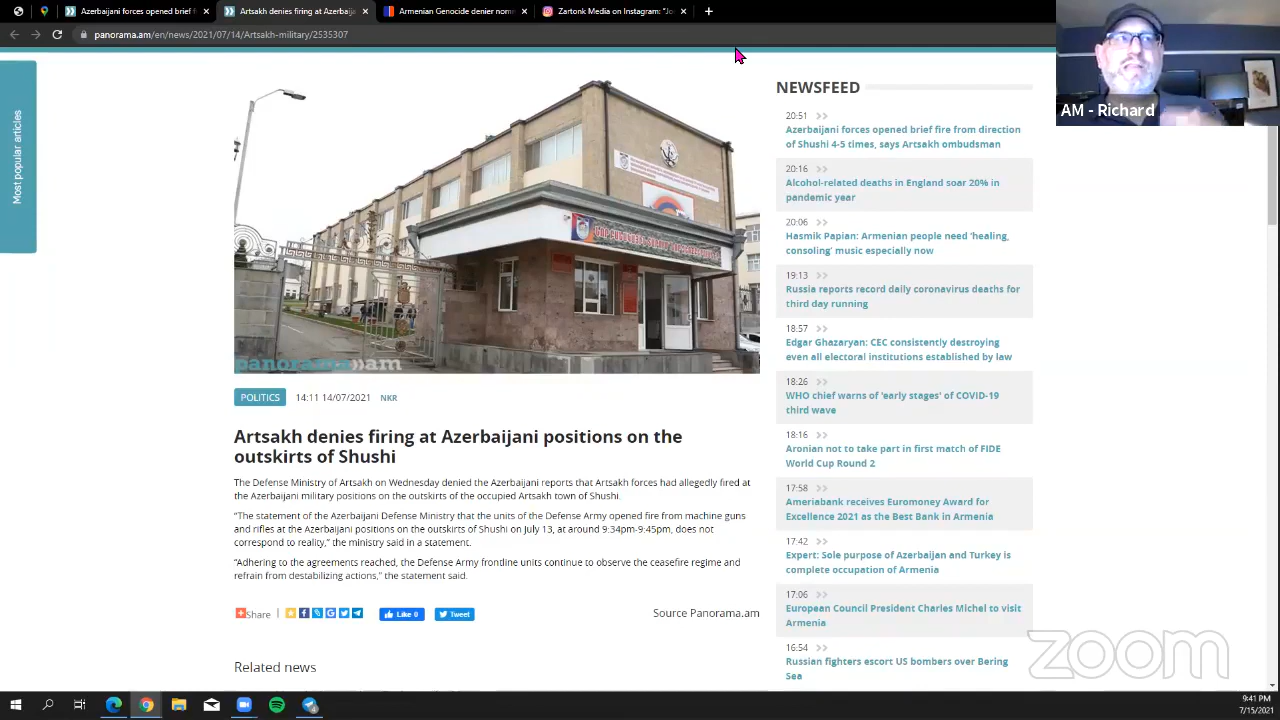 Azerbaijani forces opened brief f
Artsakh denies firing at Azerbaija
Armenian Genocide denier nomi
Zartonk Media on Instagram: "Jo
panorama.am/en/news/2021/07/14/Artsakh-military/2535307
AM - Richard
Most popular articles
panorama»am
POLITICS 14:11 14/07/2021 NKR
Artsakh denies firing at Azerbaijani positions on the
outskirts of Shushi
The Defense Ministry of Artsakh on Wednesday denied the Azerbaijani reports that Artsakh forces had allegedly fired at
the Azerbaijani military positions on the outskirts of the occupied Artsakh town of Shushi.
“The statement of the Azerbaijani Defense Ministry that the units of the Defense Army opened fire from machine guns
and rifles at the Azerbaijani positions on the outskirts of Shushi on July 13, at around 9:34pm-9:45pm, does not
correspond to reality,” the ministry said in a statement.
“Adhering to the agreements reached, the Defense Army frontline units continue to observe the ceasefire regime and
refrain from destabilizing actions,” the statement said.
Share | Like 0 Tweet Source Panorama.am
Related news
NEWSFEED
20:51
Azerbaijani forces opened brief fire from direction
of Shushi 4-5 times, says Artsakh ombudsman
20:16
Alcohol-related deaths in England soar 20% in
pandemic year
20:06
Hasmik Papian: Armenian people need ‘healing,
consoling’ music especially now
19:13
Russia reports record daily coronavirus deaths for
third day running
18:57
Edgar Ghazaryan: CEC consistently destroying
even all electoral institutions established by law
18:26
WHO chief warns of 'early stages' of COVID-19
third wave
18:16
Aronian not to take part in first match of FIDE
World Cup Round 2
17:58
Ameriabank receives Euromoney Award for
Excellence 2021 as the Best Bank in Armenia
17:42
Expert: Sole purpose of Azerbaijan and Turkey is
complete occupation of Armenia
17:06
European Council President Charles Michel to visit
Armenia
16:54
Russian fighters escort US bombers over Bering
Sea
zoom
9:41 PM
7/15/2021